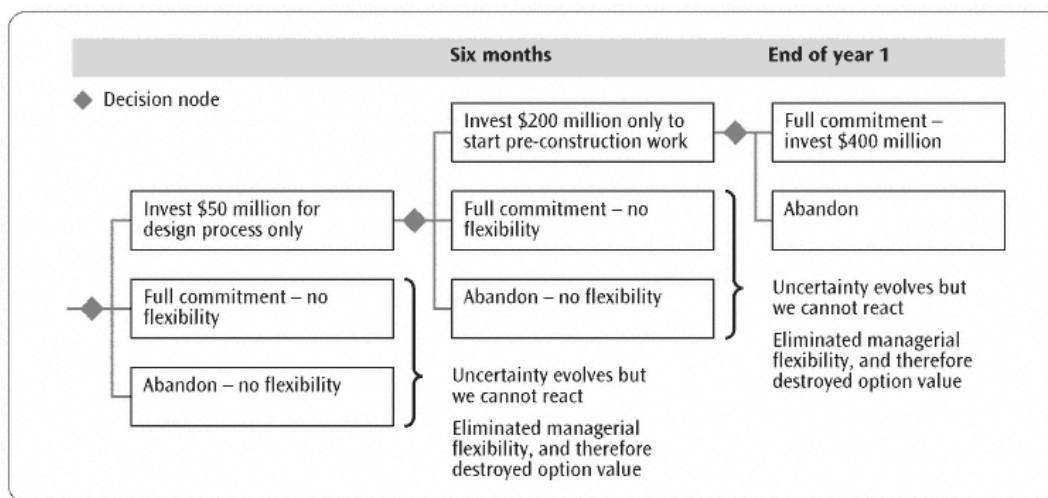 Six months
End of year 1
Decision node
Invest $200 million only to
start pre-construction work
Full commitment – 
invest $400 million
Invest $50 million for
design process only
Full commitment – no
flexibility
Abandon
Full commitment – no
flexibility
Abandon – no flexibility
Uncertainty evolves but
we cannot react
Eliminated managerial
flexibility, and therefore
destroyed option value
Abandon – no flexibility
Uncertainty evolves but
we cannot react
Eliminated managerial
flexibility, and therefore
destroyed option value